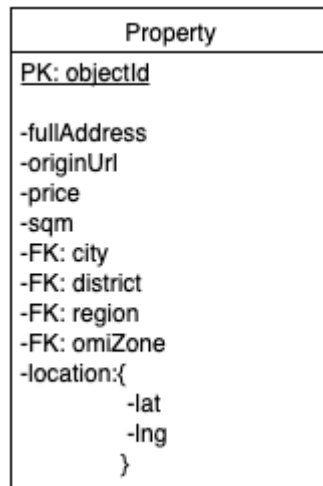 Property
PK: objectId
-fullAddress
-originUrl
-price
-sqm
-FK: city
-FK: district
-FK: region
-FK: omiZone
-location:{
-lat
-lng
}